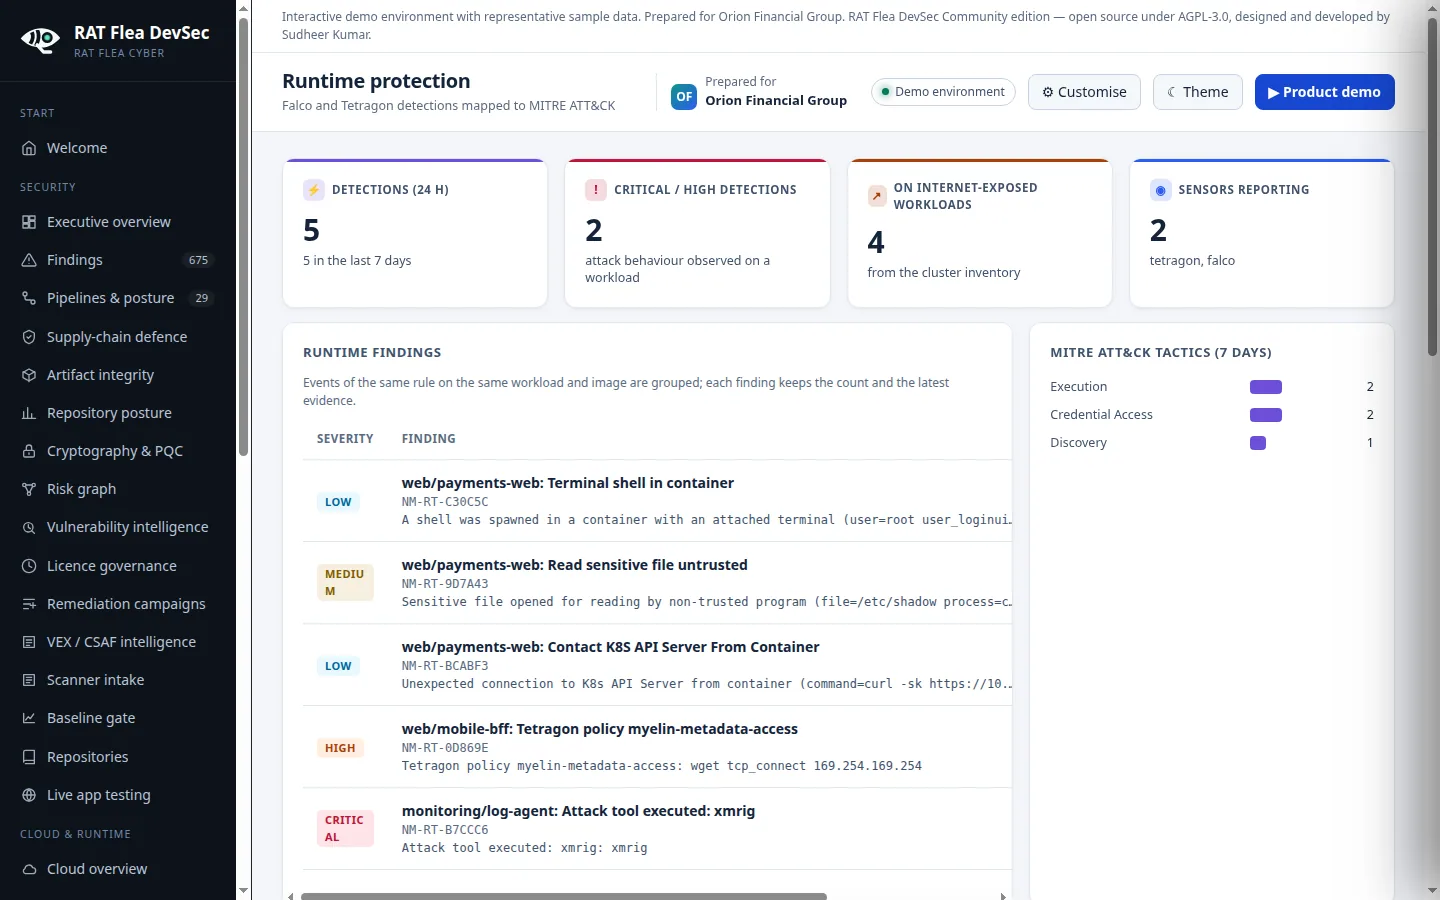 RAT Flea DevSec
RAT FLEA CYBER
START
Welcome
SECURITY
Executive overview
Findings 675
Pipelines & posture 29
Supply-chain defence
Artifact integrity
Repository posture
Cryptography & PQC
Risk graph
Vulnerability intelligence
Licence governance
Remediation campaigns
VEX / CSAF intelligence
Scanner intake
Baseline gate
Repositories
Live app testing
CLOUD & RUNTIME
Cloud overview
Interactive demo environment with representative sample data. Prepared for Orion Financial Group. RAT Flea DevSec Community edition — open source under AGPL-3.0, designed and developed by
Sudheer Kumar.
Runtime protection
Falco and Tetragon detections mapped to MITRE ATT&CK
OF
Prepared for
Orion Financial Group
Demo environment
⚙ Customise
☾ Theme
▶ Product demo
⚡ DETECTIONS (24 H)
5
5 in the last 7 days
! CRITICAL / HIGH DETECTIONS
2
attack behaviour observed on a
workload
↗ ON INTERNET-EXPOSED
WORKLOADS
4
from the cluster inventory
◉ SENSORS REPORTING
2
tetragon, falco
RUNTIME FINDINGS
Events of the same rule on the same workload and image are grouped; each finding keeps the count and the latest
evidence.
SEVERITY FINDING
LOW
web/payments-web: Terminal shell in container
NM-RT-C30C5C
A shell was spawned in a container with an attached terminal (user=root user_loginui…
MEDIU
M
web/payments-web: Read sensitive file untrusted
NM-RT-9D7A43
Sensitive file opened for reading by non-trusted program (file=/etc/shadow process=c…
LOW
web/payments-web: Contact K8S API Server From Container
NM-RT-BCABF3
Unexpected connection to K8s API Server from container (command=curl -sk https://10.…
HIGH
web/mobile-bff: Tetragon policy myelin-metadata-access
NM-RT-0D869E
Tetragon policy myelin-metadata-access: wget tcp_connect 169.254.169.254
CRITIC
AL
monitoring/log-agent: Attack tool executed: xmrig
NM-RT-B7CCC6
Attack tool executed: xmrig: xmrig
MITRE ATT&CK TACTICS (7 DAYS)
Execution 2
Credential Access 2
Discovery 1